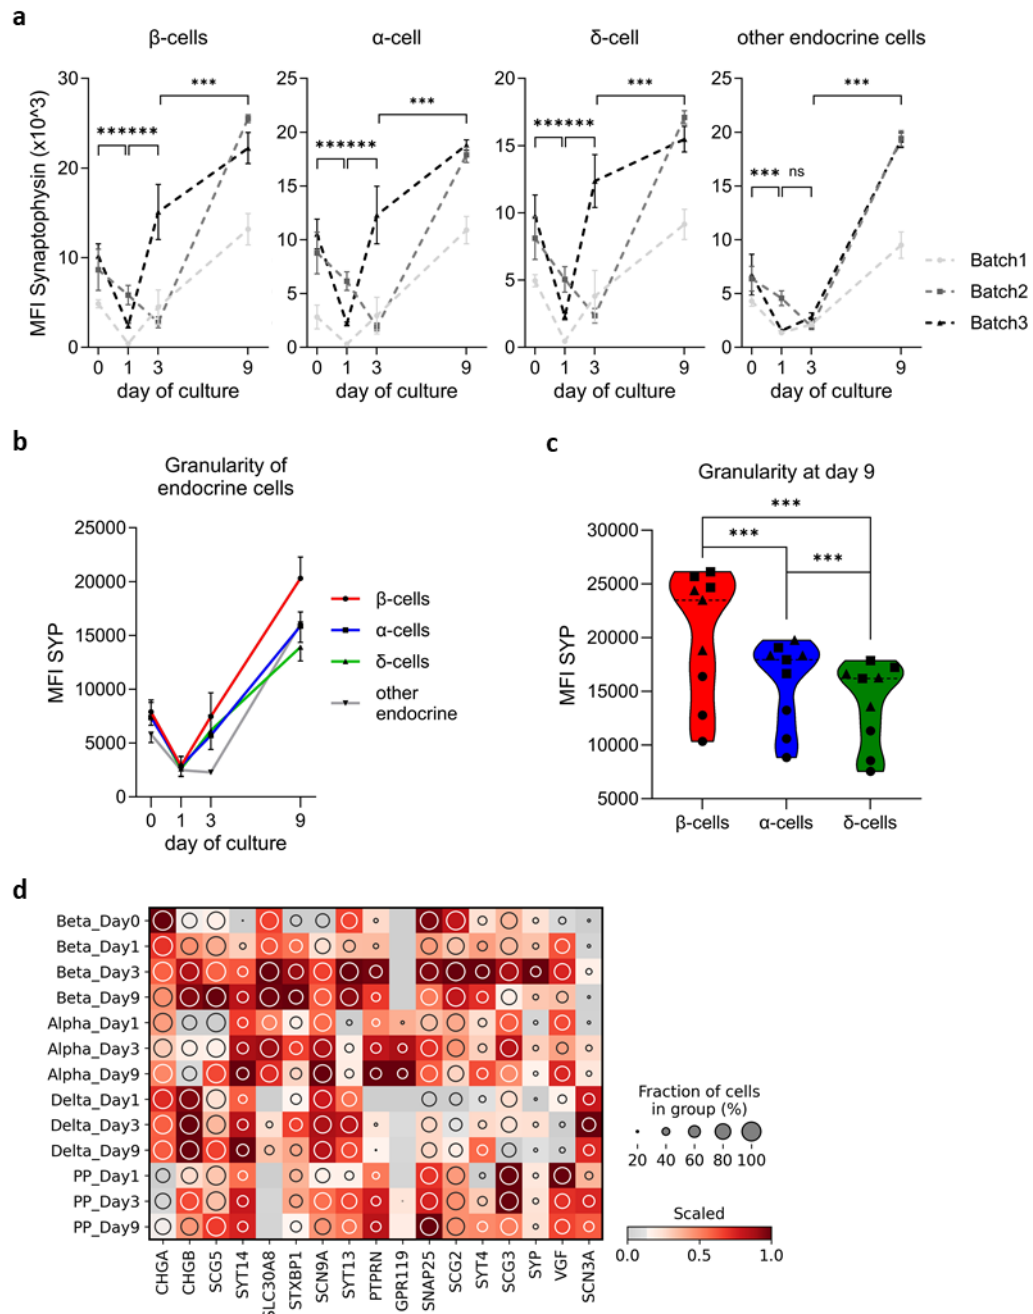 a
β-cells
α-cell
δ-cell
other endocrine cells
MFI Synaptophysin (x10^3)
30
20
10
0
25
20
15
10
5
0
20
15
10
5
0
25
20
15
10
5
0
*** *** ***
*** *** ***
*** *** ***
*** ns ***
0 1 3 9
0 1 3 9
0 1 3 9
0 1 3 9
day of culture
day of culture
day of culture
day of culture
Batch1
Batch2
Batch3
b
Granularity of
endocrine cells
MFI SYP
25000
20000
15000
10000
5000
0
0 1 3 9
day of culture
β-cells
α-cells
δ-cells
other
endocrine
c
Granularity at day 9
MFI SYP
30000
25000
20000
15000
10000
5000
***
***
***
β-cells
α-cells
δ-cells
d
Beta_Day0
Beta_Day1
Beta_Day3
Beta_Day9
Alpha_Day1
Alpha_Day3
Alpha_Day9
Delta_Day1
Delta_Day3
Delta_Day9
PP_Day1
PP_Day3
PP_Day9
CHGA
CHGB
SCG5
SYT14
SLC30A8
STXBP1
SCN9A
SYT13
PTPRN
GPR119
SNAP25
SCG2
SYT4
SCG3
SYP
VGF
SCN3A
Fraction of cells
in group (%)
20 40 60 80 100
Scaled
0.0 0.5 1.0